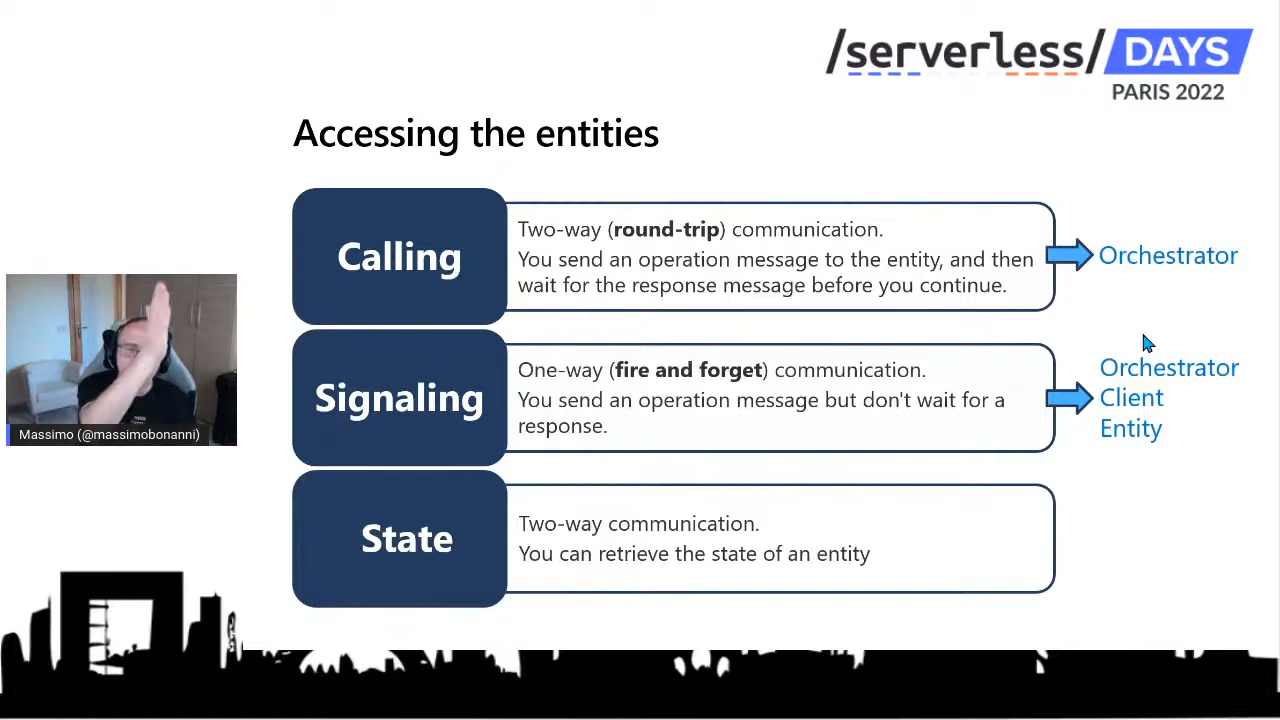 /serverless/ DAYS
PARIS 2022
Accessing the entities
Calling
Two-way (round-trip) communication.
You send an operation message to the entity, and then
wait for the response message before you continue.
Orchestrator
Signaling
One-way (fire and forget) communication.
You send an operation message but don't wait for a
response.
Orchestrator
Client
Entity
State
Two-way communication.
You can retrieve the state of an entity
Massimo (@massimobonanni)